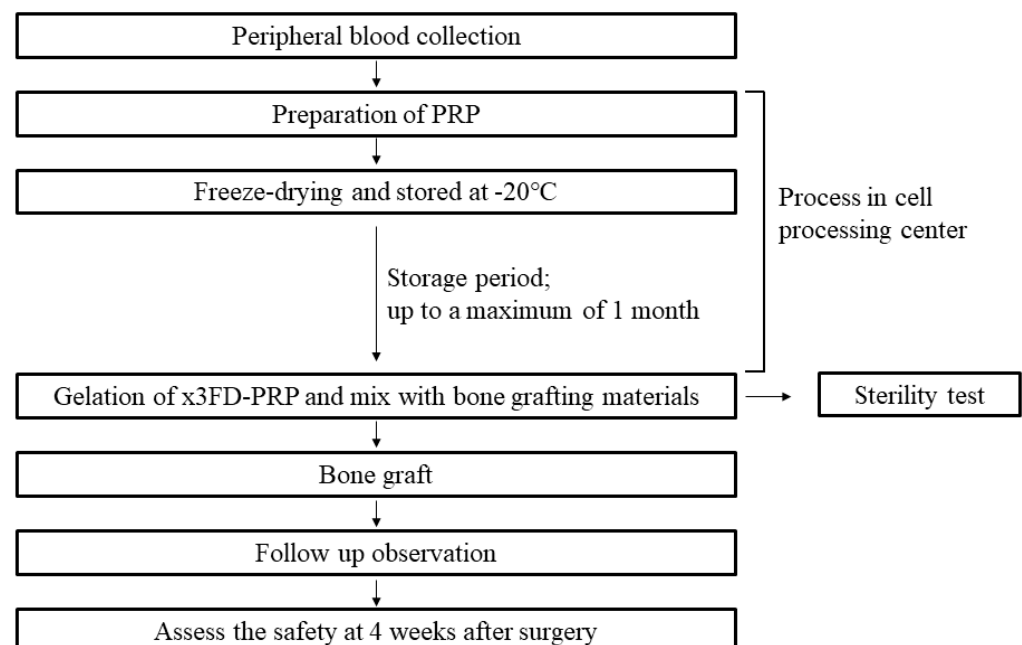 Peripheral blood collection
Preparation of PRP
Freeze-drying and stored at -20℃
Process in cell
processing center
Storage period;
up to a maximum of 1 month
Gelation of x3FD-PRP and mix with bone grafting materials
Sterility test
Bone graft
Follow up observation
Assess the safety at 4 weeks after surgery